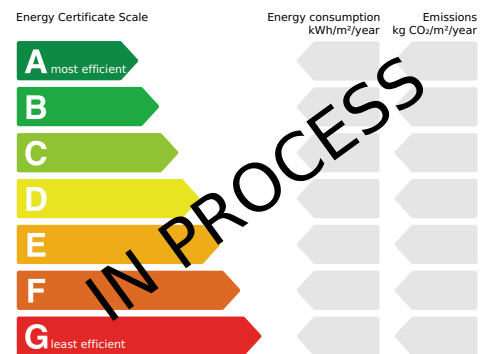 Energy Certificate Scale
Energy consumption
kWh/m²/year
Emissions
kg CO₂/m²/year
A most efficient
B
C
D
E
F
G least efficient
IN PROCESS